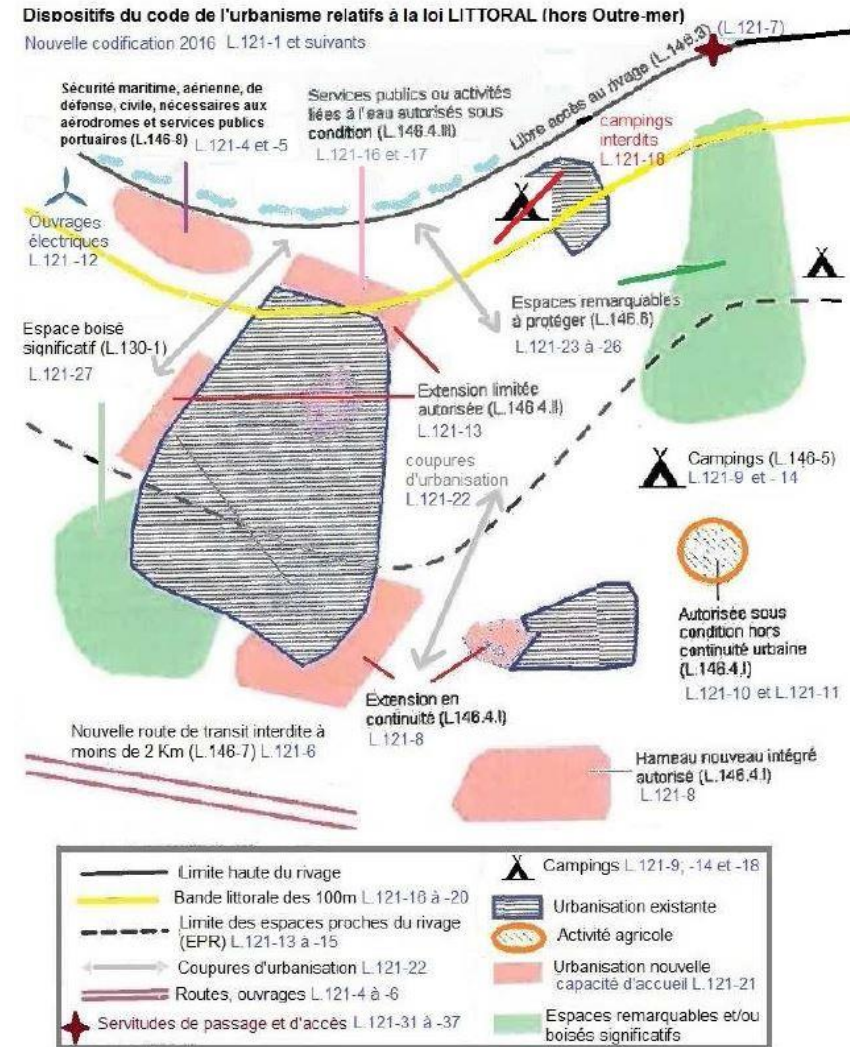 Dispositifs du code de l'urbanisme relatifs à la loi LITTORAL (hors Outre-mer)
Nouvelle codification 2016 L.121-1 et suivants
Libre accès au rivage (L.146.3) (L.121-7)
Sécurité maritime, aérienne, de
défense, civile, nécessaires aux
aérodromes et services publics
portuaires (L.146-8) L.121-4 et -5
Services publics ou activités
liées à l'eau autorisés sous
condition (L.146.4.III)
L.121-16 et -17
campings
interdits
L.121-18
Ouvrages
électriques
L.121 -12
Espaces remarquables
à protéger (L.146.6)
L.121-23 à -26
Espace boisé
significatif (L.130-1)
L.121-27
Extension limitée
autorisée (L.146 4.II)
L.121-13
coupures
d'urbanisation
L.121-22
Campings (L.146-5)
L.121-9 et - 14
Autorisée sous
condition hors
continuité urbaine
(L.146.4.I)
L.121-10 et L.121-11
Extension en
continuité (L146.4.I)
L.121-8
Nouvelle route de transit interdite à
moins de 2 Km (L.146-7) L.121-6
Hameau nouveau intégré
autorisé (L.146.4.I)
L.121-8
Limite haute du rivage
Bande littorale des 100m L.121-16 à -20
Limite des espaces proches du rivage
(EPR) L.121-13 à -15
Coupures d'urbanisation L.121-22
Routes, ouvrages L.121-4 à -6
Servitudes de passage et d'accès L.121-31 à -37
Campings L.121-9; -14 et -18
Urbanisation existante
Activité agricole
Urbanisation nouvelle
capacité d'accueil L.121-21
Espaces remarquables et/ou
boisés significatifs